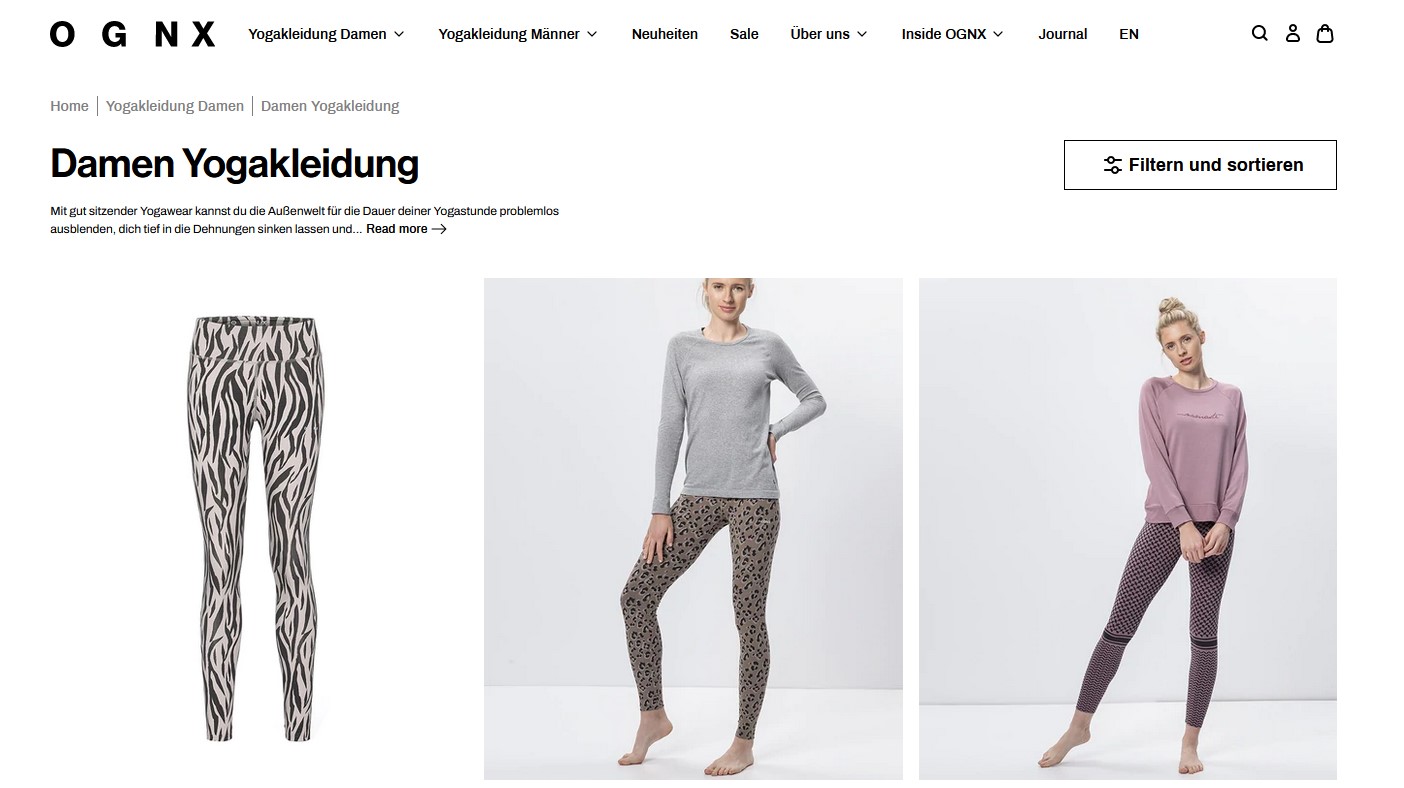 OGNX Yogakleidung Damen Yogakleidung Männer Neuheiten Sale Über uns Inside OGNX Journal EN
Home Yogakleidung Damen Damen Yogakleidung
Damen Yogakleidung
Filtern und sortieren
Mit gut sitzender Yogawear kannst du die Außenwelt für die Dauer deiner Yogastunde problemlos
ausblenden, dich tief in die Dehnungen sinken lassen und... Read more